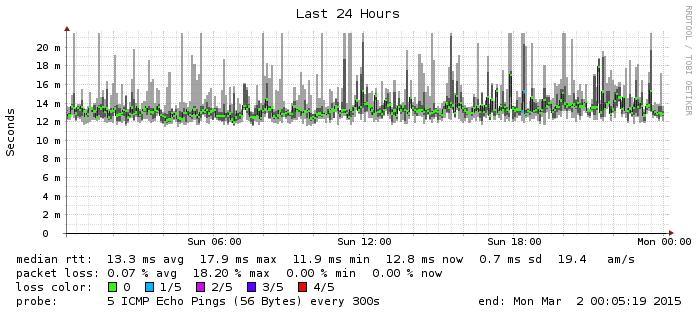 Last 24 Hours
RRDTOOL / TOBI OETIKER
Seconds
20 m
18 m
16 m
14 m
12 m
10 m
8 m
6 m
4 m
2 m
0
Sun 06:00 Sun 12:00 Sun 18:00 Mon 00:00
median rtt: 13.3 ms avg 17.9 ms max 11.9 ms min 12.8 ms now 0.7 ms sd 19.4 am/s
packet loss: 0.07 % avg 18.20 % max 0.00 % min 0.00 % now
loss color: 0 1/5 2/5 3/5 4/5
probe: 5 ICMP Echo Pings (56 Bytes) every 300s end: Mon Mar 2 00:05:19 2015